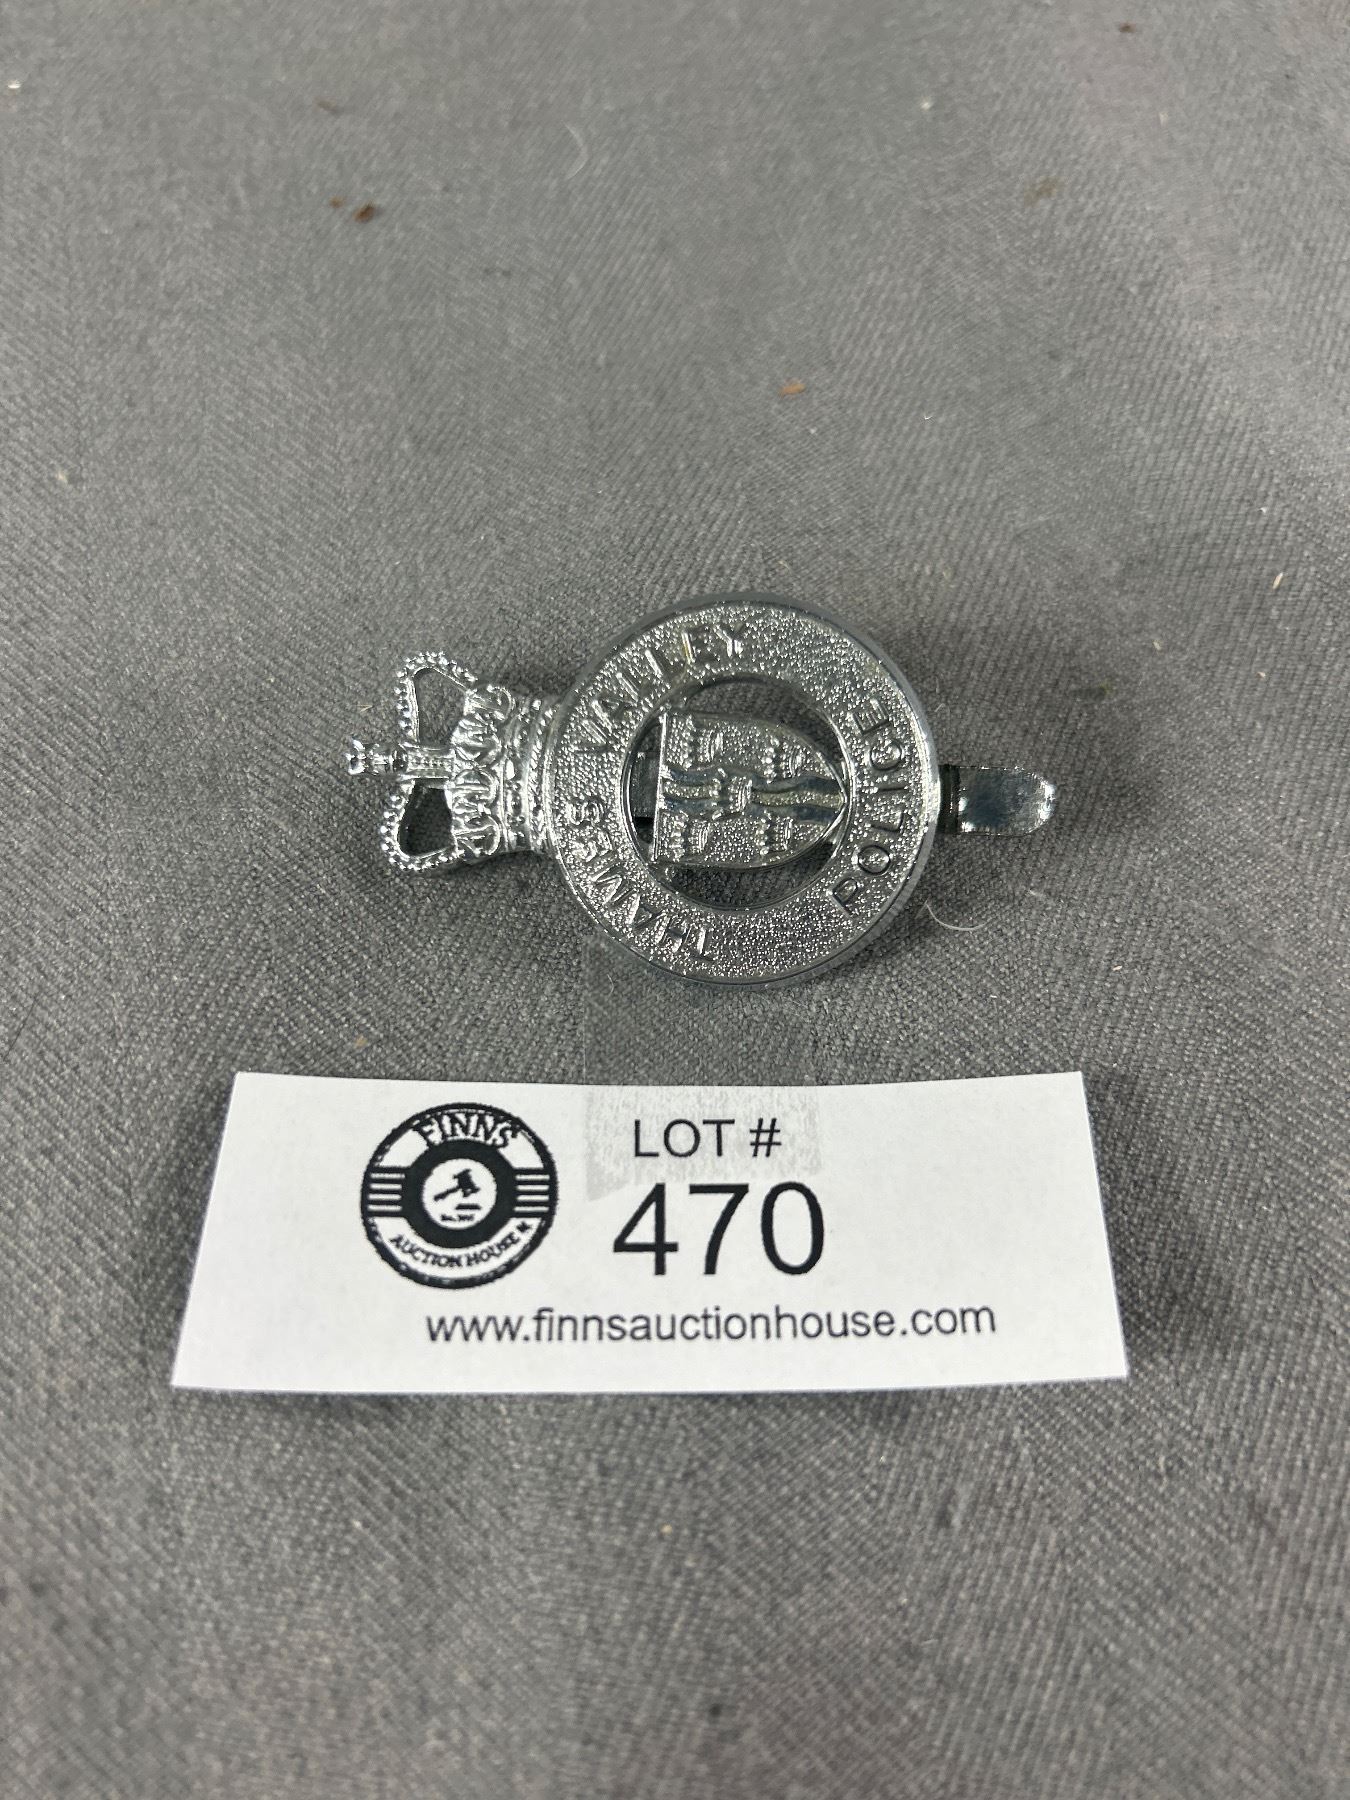 THAMES VALLEY
POLICE
FINNS
AUCTION HOUSE
LOT #
470
www.finnsauctionhouse.com